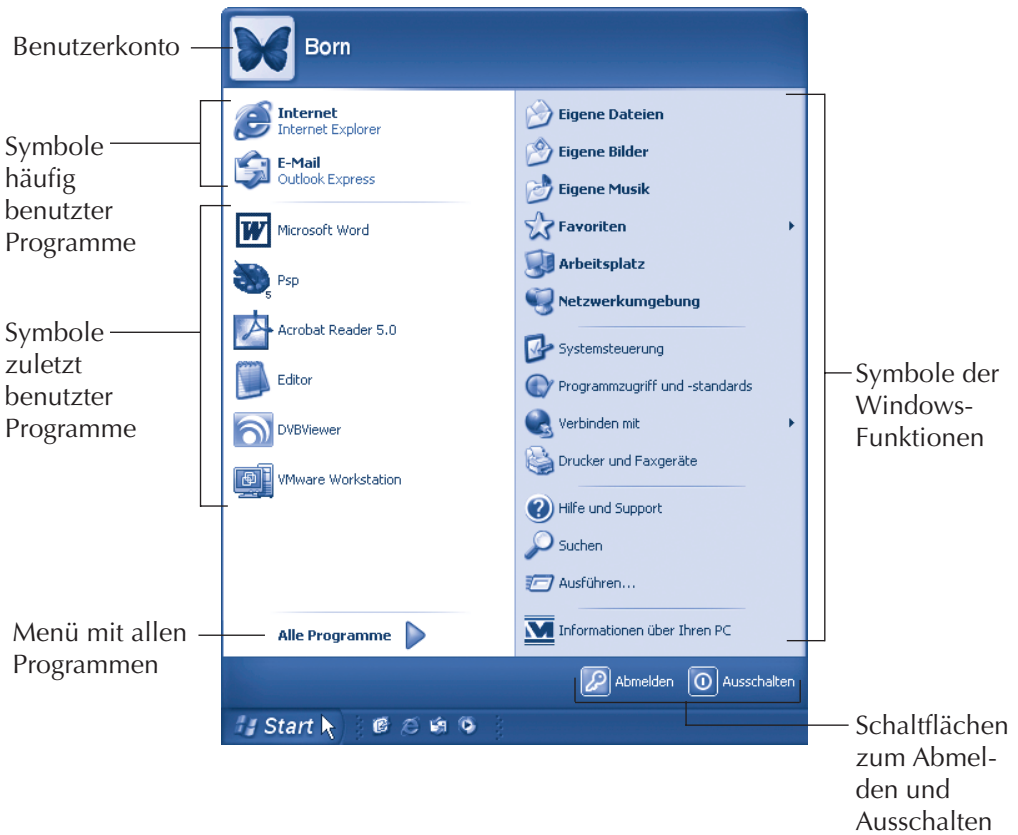 Benutzerkonto
Born
Symbole
häufig
benutzter
Programme
Internet
Internet Explorer
E-Mail
Outlook Express
Symbole
zuletzt
benutzter
Programme
Microsoft Word
Psp
5
Acrobat Reader 5.0
Editor
DVBViewer
VMware Workstation
Menü mit allen
Programmen
Alle Programme
Eigene Dateien
Eigene Bilder
Eigene Musik
Favoriten
Arbeitsplatz
Netzwerkumgebung
Systemsteuerung
Programmzugriff und -standards
Verbinden mit
Drucker und Faxgeräte
Hilfe und Support
Suchen
Ausführen...
Informationen über Ihren PC
Symbole der
Windows-
Funktionen
Abmelden
Ausschalten
Start
Schaltflächen
zum Abmel-
den und
Ausschalten